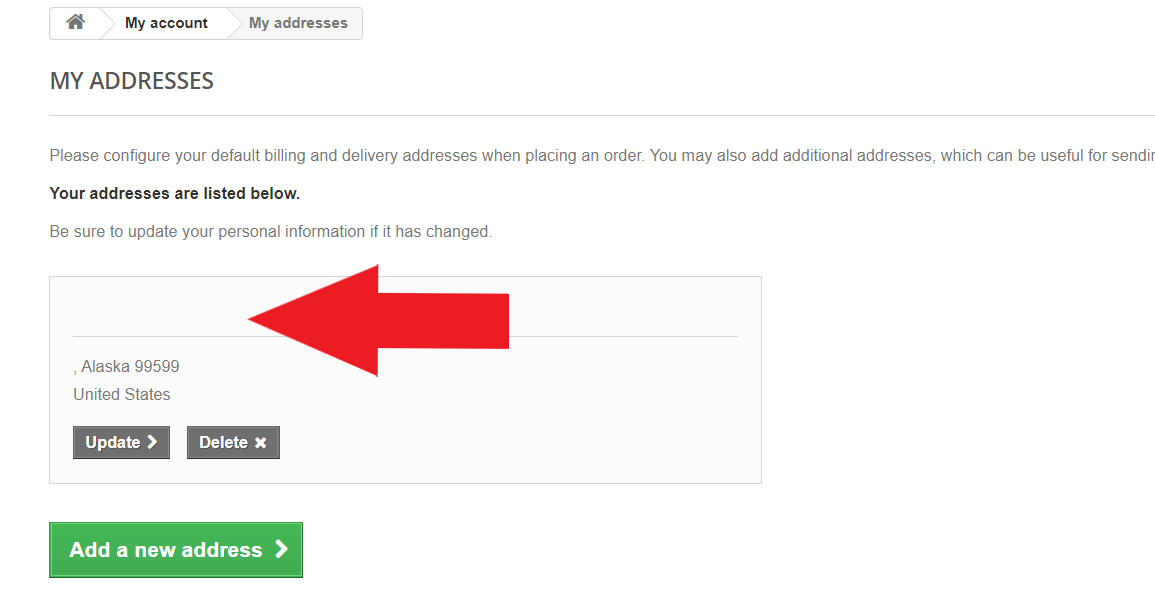 My account My addresses
MY ADDRESSES
Please configure your default billing and delivery addresses when placing an order. You may also add additional addresses, which can be useful for
Your addresses are listed below.
Be sure to update your personal information if it has changed.
, Alaska 99599
United States
Update Delete
Add a new address